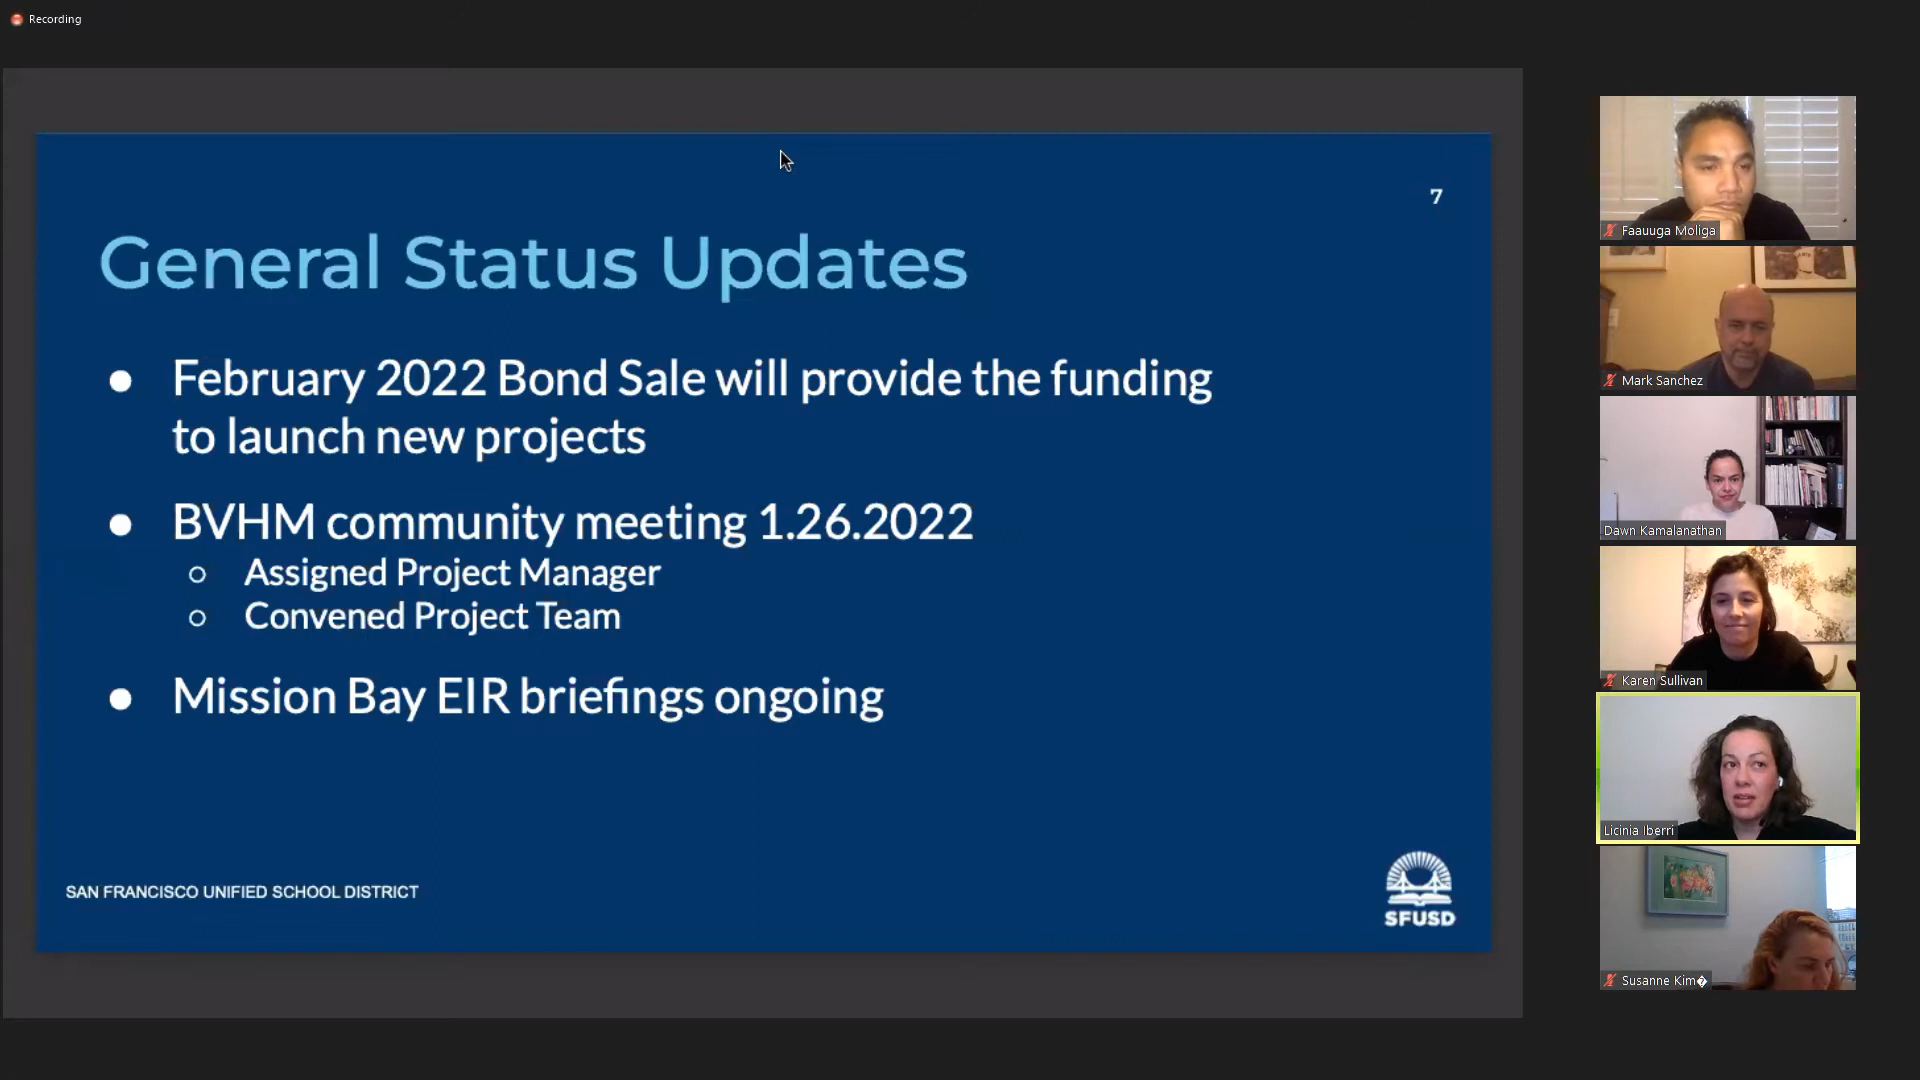 Recording
7
General Status Updates
● February 2022 Bond Sale will provide the funding
to launch new projects
● BVHM community meeting 1.26.2022
○ Assigned Project Manager
○ Convened Project Team
● Mission Bay EIR briefings ongoing
SAN FRANCISCO UNIFIED SCHOOL DISTRICT
SFUSD
Faauuga Moliga
Mark Sanchez
Dawn Kamalanathan
Karen Sullivan
Licinia Iberri
Susanne Kim�